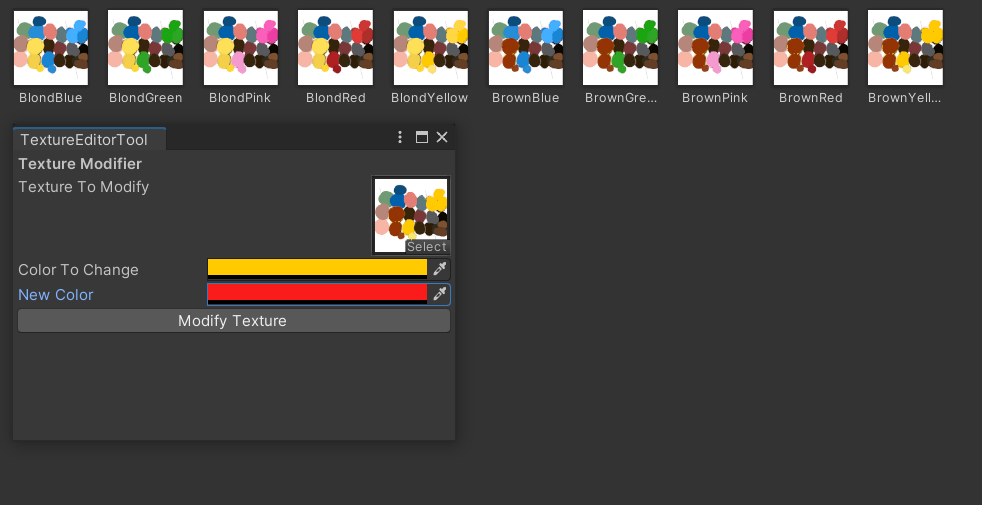 BlondBlue BlondGreen BlondPink BlondRed BlondYellow BrownBlue BrownGre... BrownPink BrownRed BrownYell...
TextureEditorTool
Texture Modifier
Texture To Modify
Select
Color To Change
New Color
Modify Texture